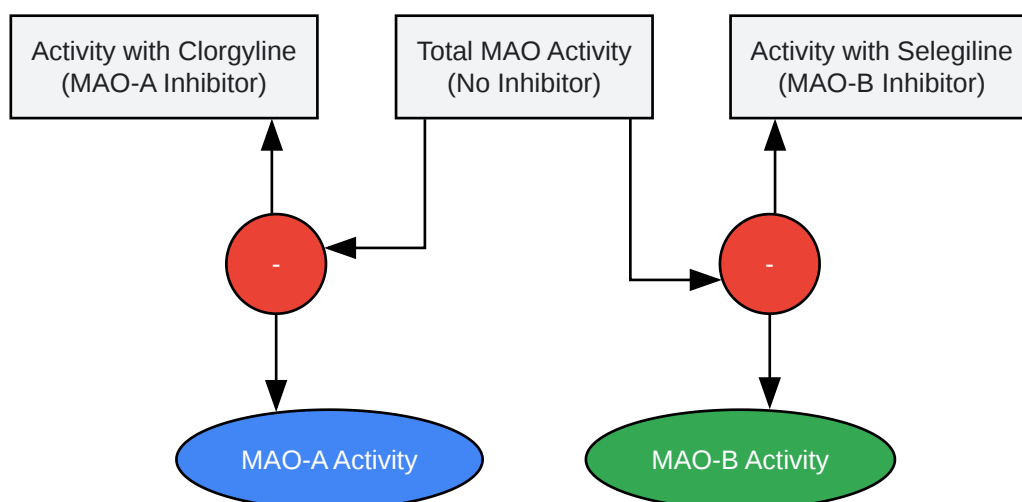 Activity with Clorgyline
(MAO-A Inhibitor)
Total MAO Activity
(No Inhibitor)
Activity with Selegiline
(MAO-B Inhibitor)
-
-
MAO-A Activity
MAO-B Activity